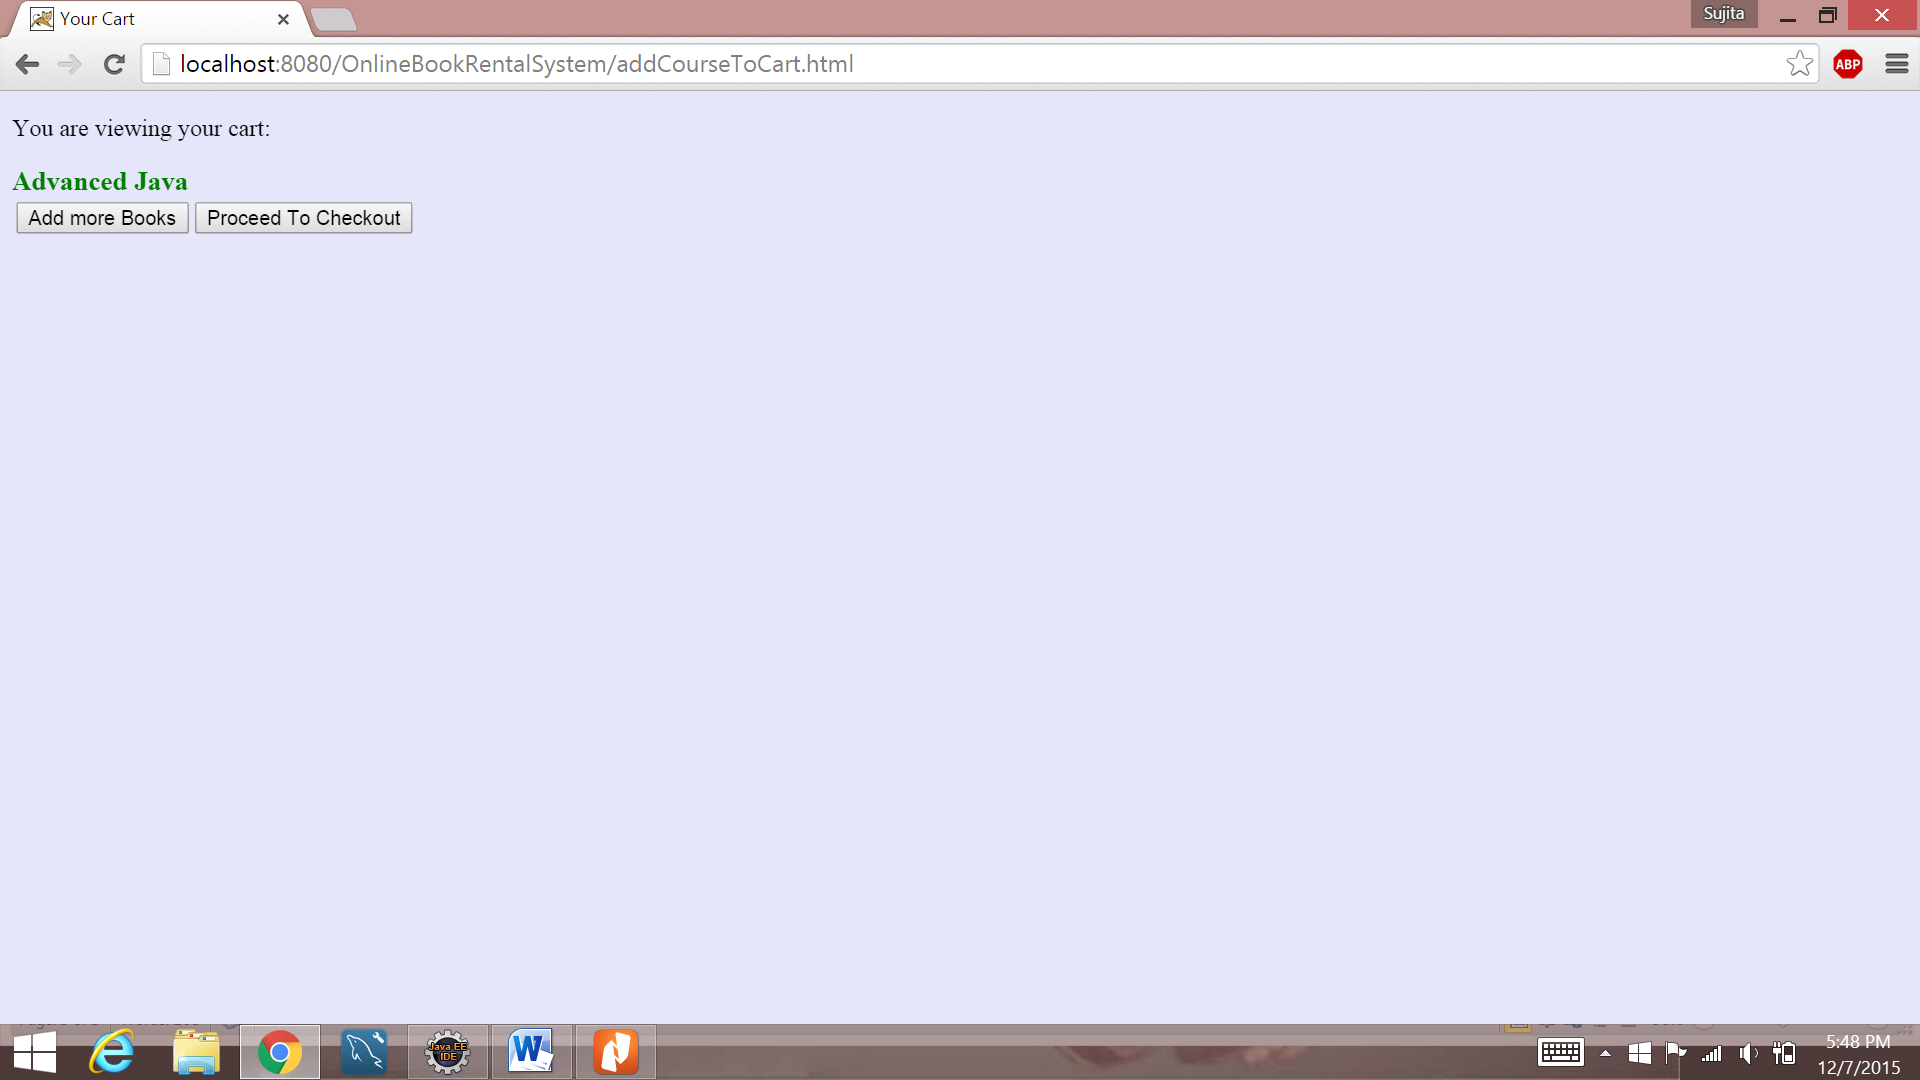 Your Cart
Sujita
localhost:8080/OnlineBookRentalSystem/addCourseToCart.html
ABP
You are viewing your cart:
Advanced Java
Add more Books
Proceed To Checkout
Java EE
IDE
W
5:48 PM
12/7/2015